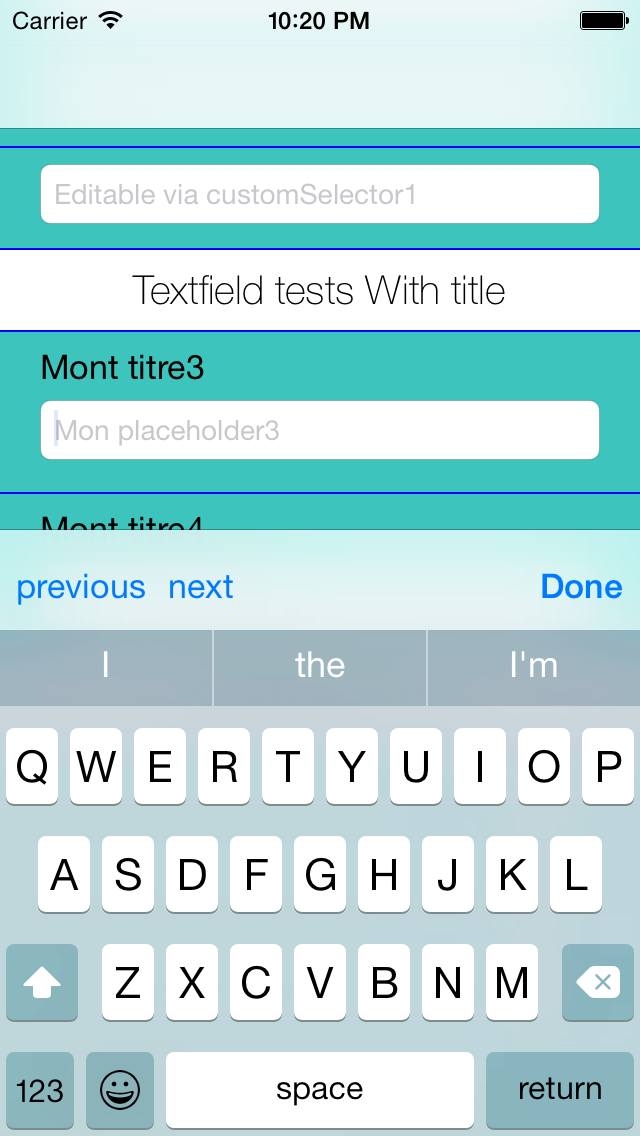 Carrier 10:20 PM
Editable via customSelector1
Textfield tests With title
Mont titre3
Mon placeholder3
Mont titre4
previous next Done
I the I'm
Q W E R T Y U I O P
A S D F G H J K L
Z X C V B N M
123 space return